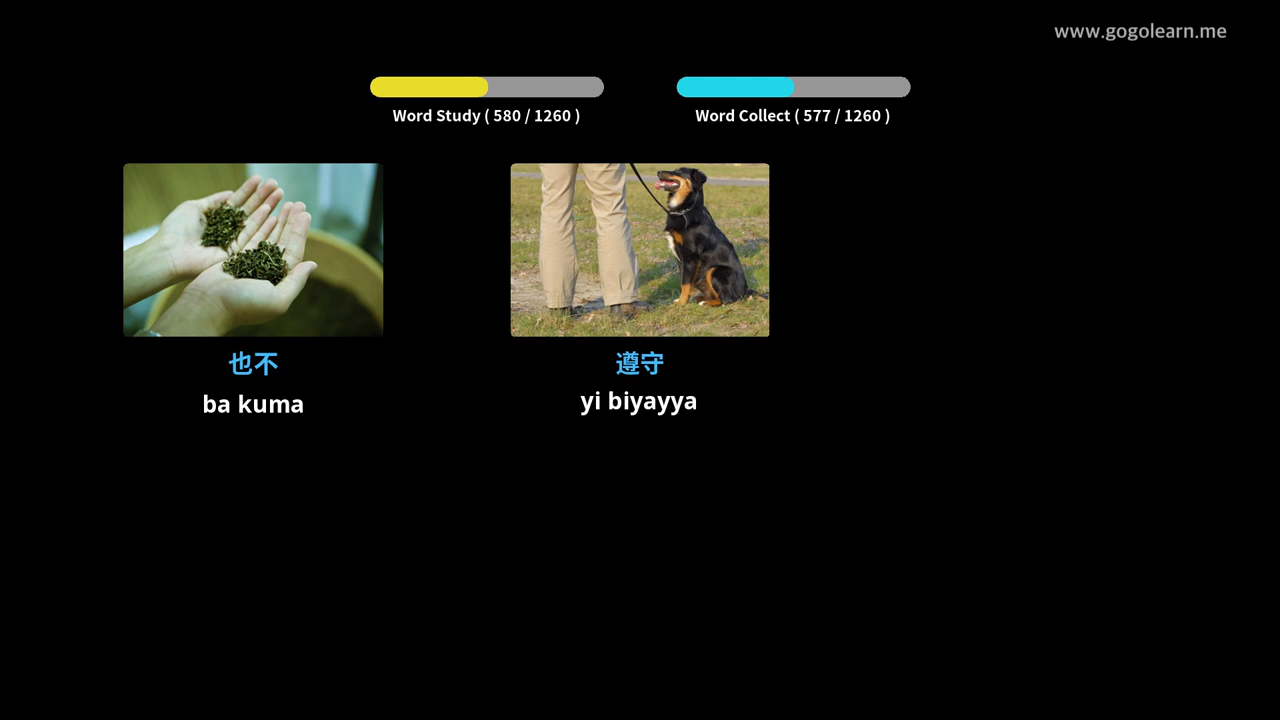 www.gogolearn.me
Word Study ( 580 / 1260 )
Word Collect ( 577 / 1260 )
也不
ba kuma
遵守
yi biyayya